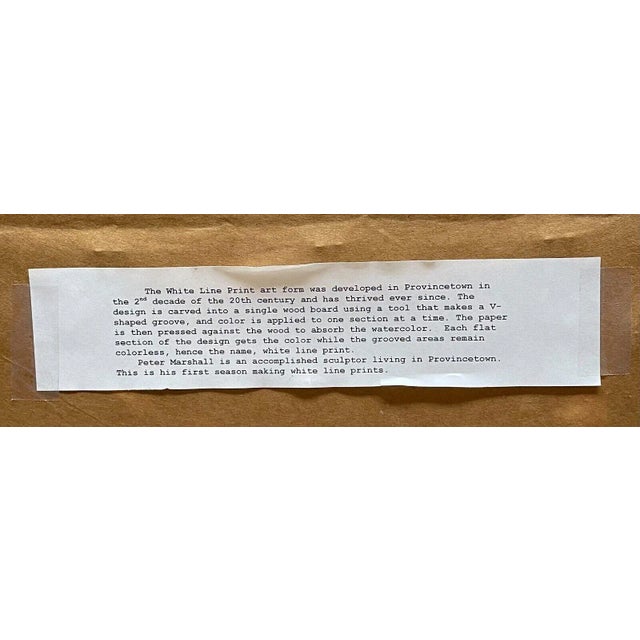 The White Line Print art form was developed in Provincetown in
the 2nd decade of the 20th century and has thrived ever since. The
design is carved into a single wood board using a tool that makes a V-
shaped groove, and color is applied to one section at a time. The paper
is then pressed against the wood to absorb the watercolor. Each flat
section of the design gets the color while the grooved areas remain
colorless, hence the name, white line print.
Peter Marshall is an accomplished sculptor living in Provincetown.
This is his first season making white line prints.